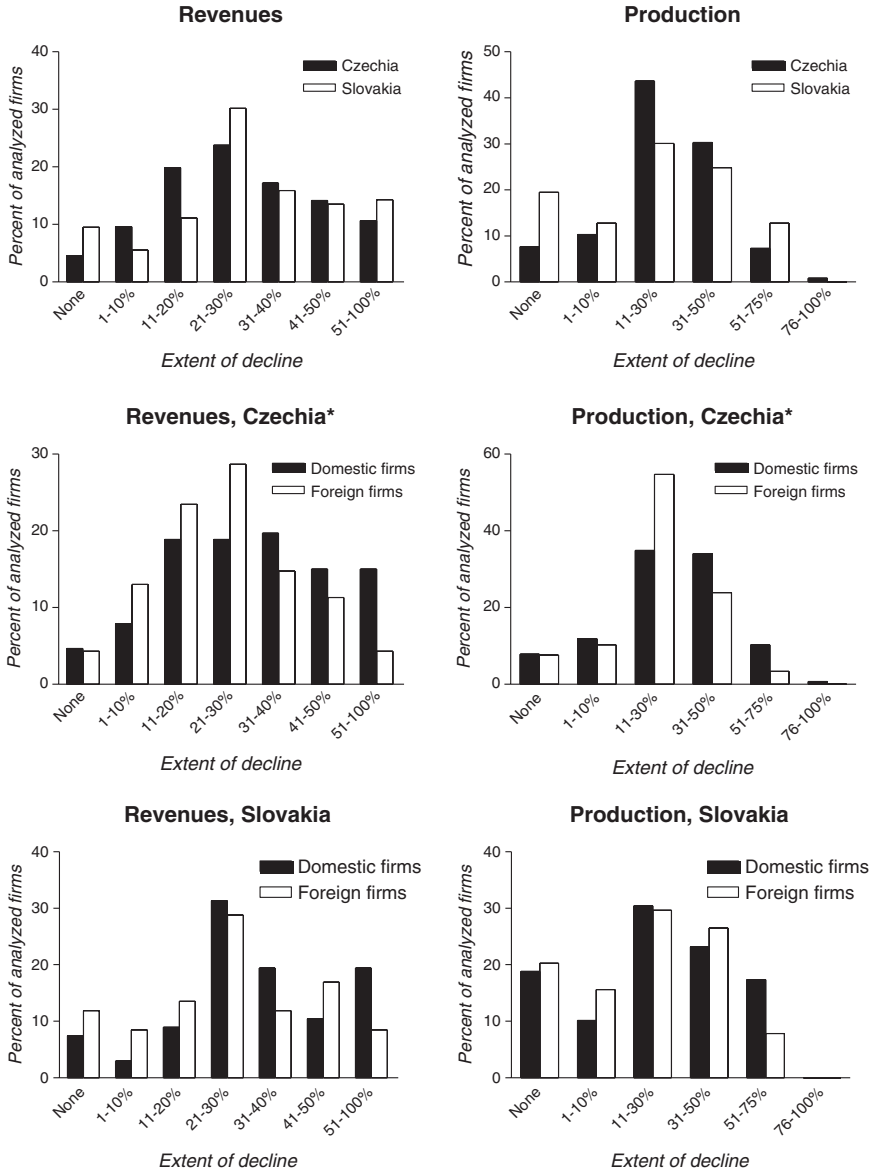 Revenues
Percent of analyzed firms
40
30
20
10
0
Czechia
Slovakia
None
1-10%
11-20%
21-30%
31-40%
41-50%
51-100%
Extent of decline
Production
Percent of analyzed firms
50
40
30
20
10
0
Czechia
Slovakia
None
1-10%
11-30%
31-50%
51-75%
76-100%
Extent of decline
Revenues, Czechia*
Percent of analyzed firms
30
20
10
0
Domestic firms
Foreign firms
None
1-10%
11-20%
21-30%
31-40%
41-50%
51-100%
Extent of decline
Production, Czechia*
Percent of analyzed firms
60
40
20
0
Domestic firms
Foreign firms
None
1-10%
11-30%
31-50%
51-75%
76-100%
Extent of decline
Revenues, Slovakia
Percent of analyzed firms
40
30
20
10
0
Domestic firms
Foreign firms
None
1-10%
11-20%
21-30%
31-40%
41-50%
51-100%
Extent of decline
Production, Slovakia
Percent of analyzed firms
40
30
20
10
0
Domestic firms
Foreign firms
None
1-10%
11-30%
31-50%
51-75%
76-100%
Extent of decline